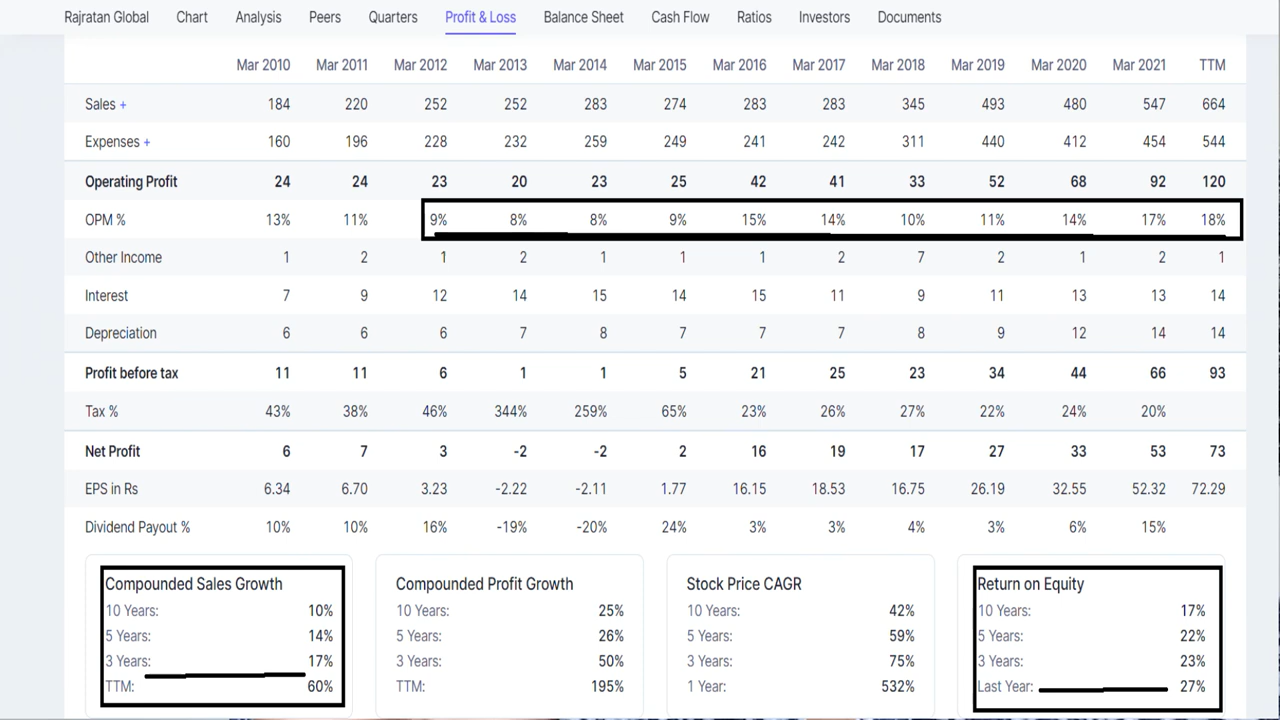 Rajratan Global Chart Analysis Peers Quarters Profit & Loss Balance Sheet Cash Flow Ratios Investors Documents
Mar 2010 Mar 2011 Mar 2012 Mar 2013 Mar 2014 Mar 2015 Mar 2016 Mar 2017 Mar 2018 Mar 2019 Mar 2020 Mar 2021 TTM
Sales + 184 220 252 252 283 274 283 283 345 493 480 547 664
Expenses + 160 196 228 232 259 249 241 242 311 440 412 454 544
Operating Profit 24 24 23 20 23 25 42 41 33 52 68 92 120
OPM % 13% 11% 9% 8% 8% 9% 15% 14% 10% 11% 14% 17% 18%
Other Income 1 2 1 2 1 1 1 2 7 2 1 2 1
Interest 7 9 12 14 15 14 15 11 9 11 13 13 14
Depreciation 6 6 6 7 8 7 7 7 8 9 12 14 14
Profit before tax 11 11 6 1 1 5 21 25 23 34 44 66 93
Tax % 43% 38% 46% 344% 259% 65% 23% 26% 27% 22% 24% 20%
Net Profit 6 7 3 -2 -2 2 16 19 17 27 33 53 73
EPS in Rs 6.34 6.70 3.23 -2.22 -2.11 1.77 16.15 18.53 16.75 26.19 32.55 52.32 72.29
Dividend Payout % 10% 10% 16% -19% -20% 24% 3% 3% 4% 3% 6% 15%
Compounded Sales Growth
10 Years: 10%
5 Years: 14%
3 Years: 17%
TTM: 60%
Compounded Profit Growth
10 Years: 25%
5 Years: 26%
3 Years: 50%
TTM: 195%
Stock Price CAGR
10 Years: 42%
5 Years: 59%
3 Years: 75%
1 Year: 532%
Return on Equity
10 Years: 17%
5 Years: 22%
3 Years: 23%
Last Year: 27%